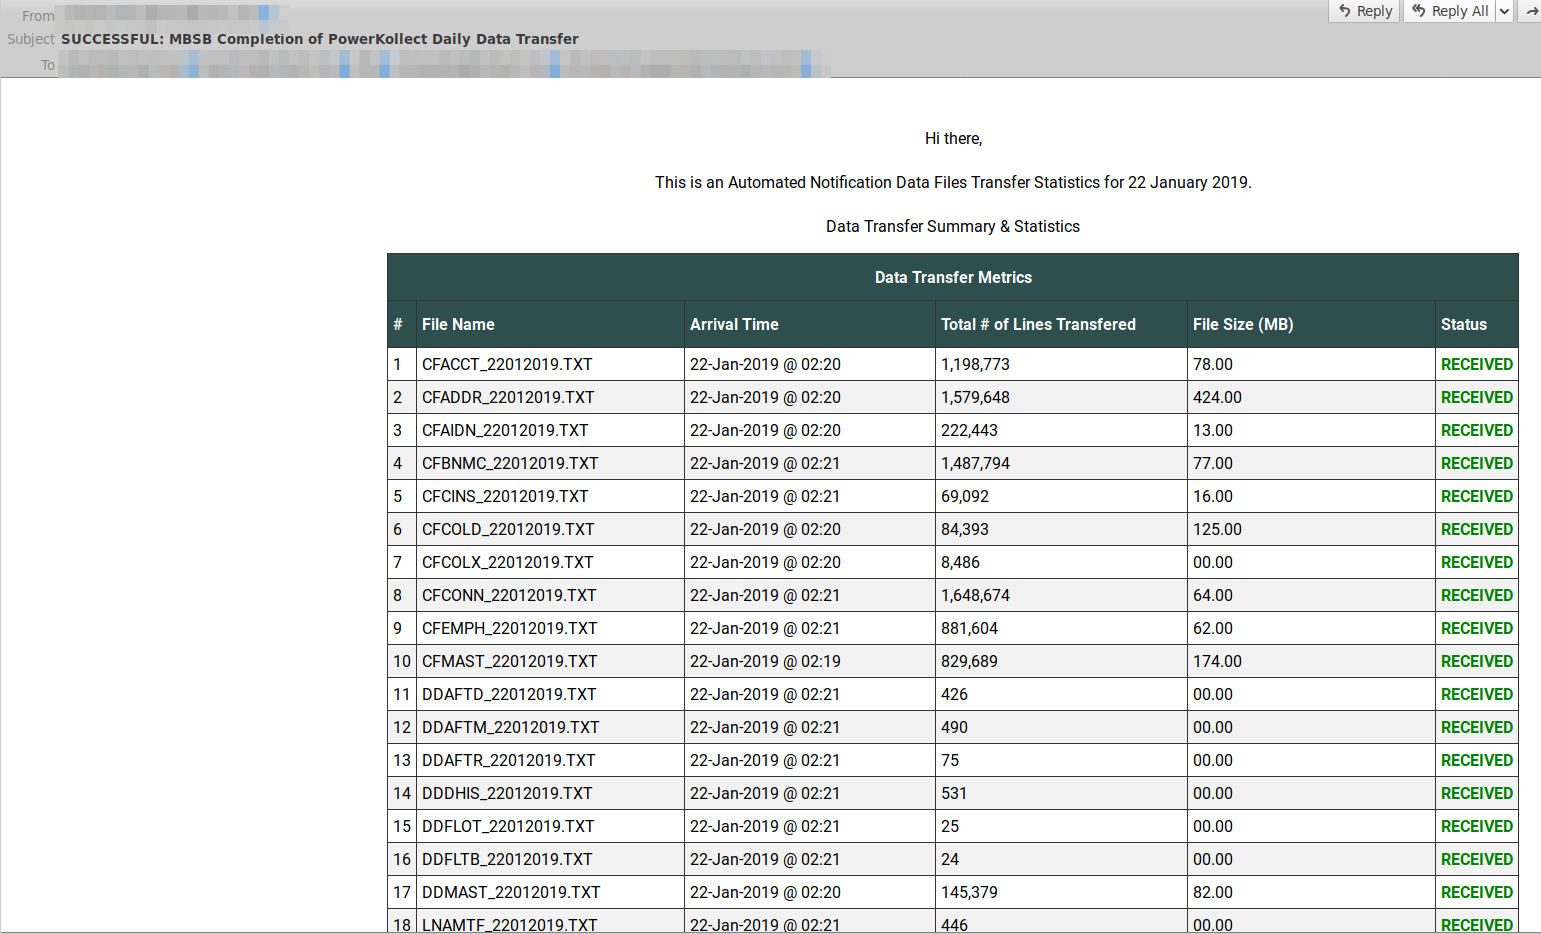 From
Reply
Reply All
Subject SUCCESSFUL: MBSB Completion of PowerKollect Daily Data Transfer
To
Hi there,
This is an Automated Notification Data Files Transfer Statistics for 22 January 2019.
Data Transfer Summary & Statistics
Data Transfer Metrics
# File Name Arrival Time Total # of Lines Transfered File Size (MB) Status
1 CFACCT_22012019.TXT 22-Jan-2019 @ 02:20 1,198,773 78.00 RECEIVED
2 CFADDR_22012019.TXT 22-Jan-2019 @ 02:20 1,579,648 424.00 RECEIVED
3 CFAIDN_22012019.TXT 22-Jan-2019 @ 02:20 222,443 13.00 RECEIVED
4 CFBNMC_22012019.TXT 22-Jan-2019 @ 02:21 1,487,794 77.00 RECEIVED
5 CFCINS_22012019.TXT 22-Jan-2019 @ 02:21 69,092 16.00 RECEIVED
6 CFCOLD_22012019.TXT 22-Jan-2019 @ 02:20 84,393 125.00 RECEIVED
7 CFCOLX_22012019.TXT 22-Jan-2019 @ 02:20 8,486 00.00 RECEIVED
8 CFCONN_22012019.TXT 22-Jan-2019 @ 02:21 1,648,674 64.00 RECEIVED
9 CFEMPH_22012019.TXT 22-Jan-2019 @ 02:21 881,604 62.00 RECEIVED
10 CFMAST_22012019.TXT 22-Jan-2019 @ 02:19 829,689 174.00 RECEIVED
11 DDAFTD_22012019.TXT 22-Jan-2019 @ 02:21 426 00.00 RECEIVED
12 DDAFTM_22012019.TXT 22-Jan-2019 @ 02:21 490 00.00 RECEIVED
13 DDAFTR_22012019.TXT 22-Jan-2019 @ 02:21 75 00.00 RECEIVED
14 DDDHIS_22012019.TXT 22-Jan-2019 @ 02:21 531 00.00 RECEIVED
15 DDFLOT_22012019.TXT 22-Jan-2019 @ 02:21 25 00.00 RECEIVED
16 DDFLTB_22012019.TXT 22-Jan-2019 @ 02:21 24 00.00 RECEIVED
17 DDMAST_22012019.TXT 22-Jan-2019 @ 02:20 145,379 82.00 RECEIVED
18 LNAMTF_22012019.TXT 22-Jan-2019 @ 02:21 446 00.00 RECEIVED